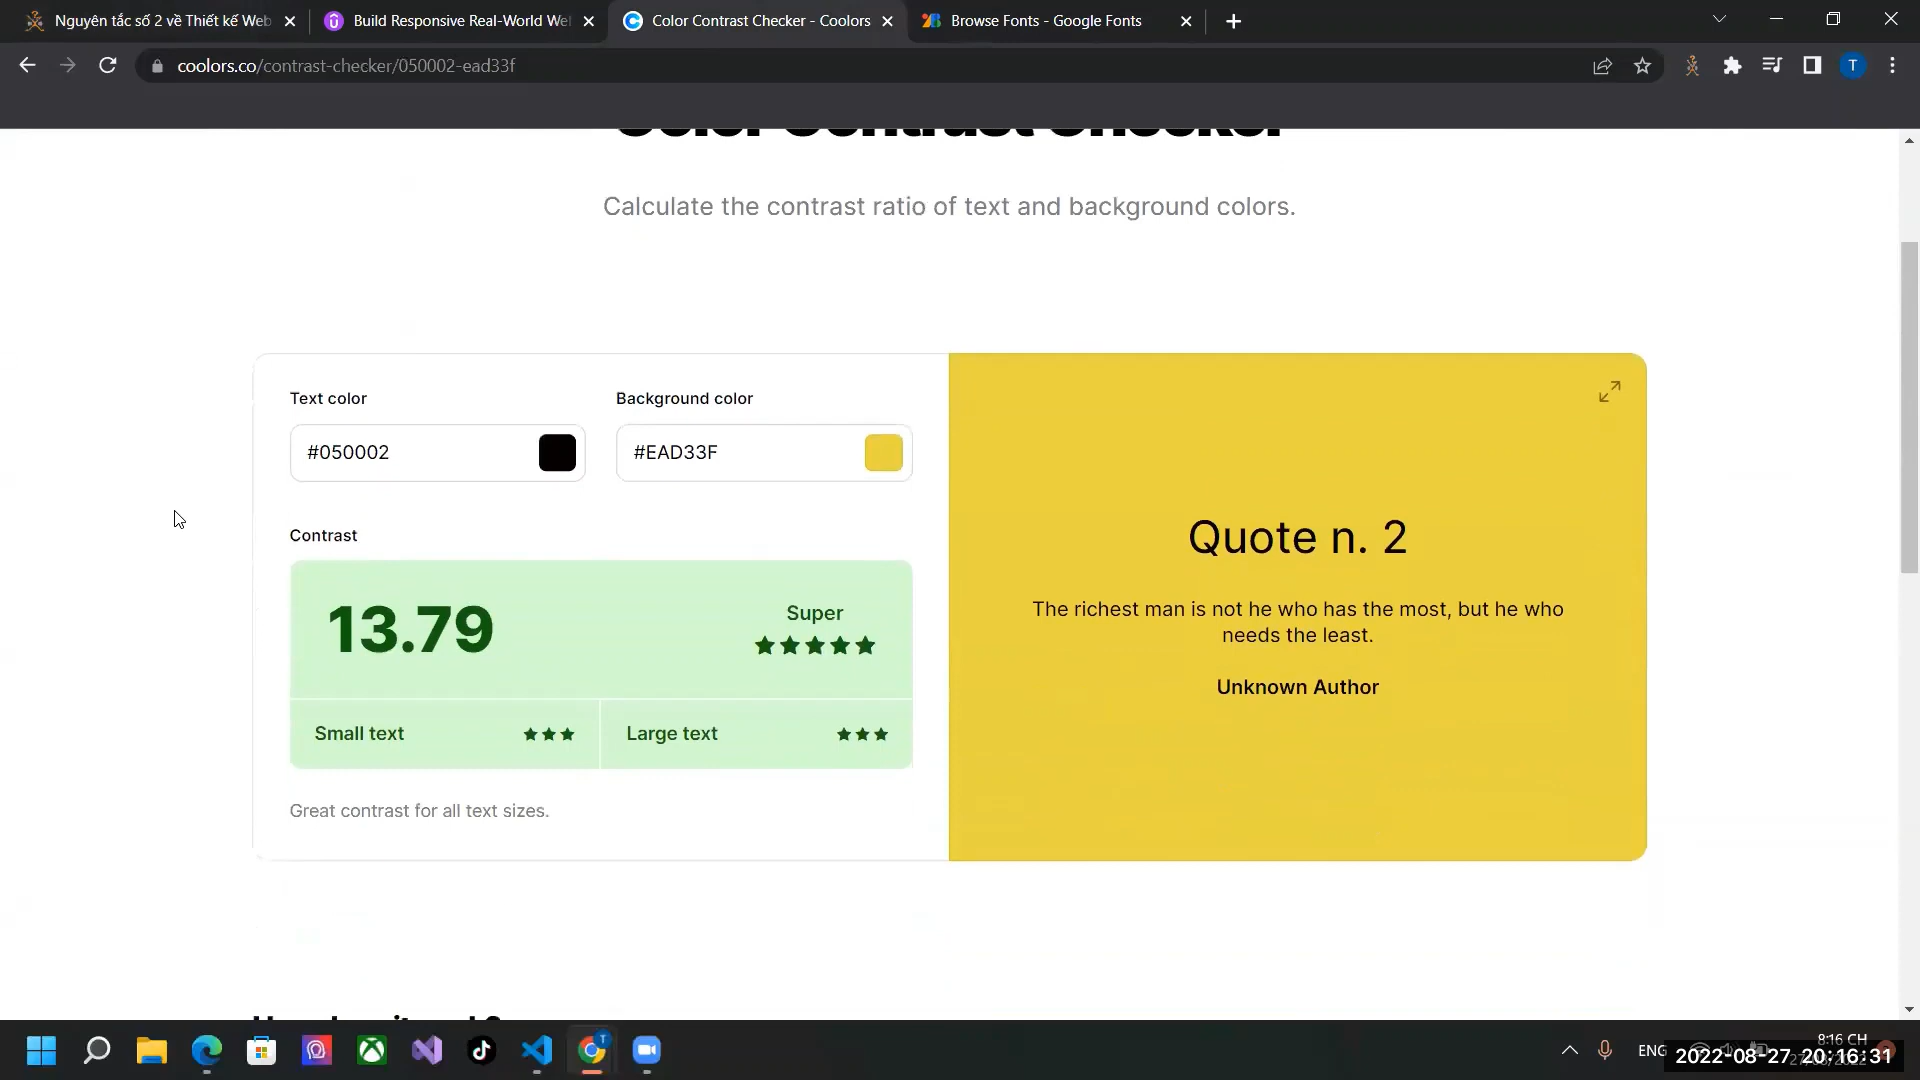 Nguyên tắc số 2 về Thiết kế Web
Build Responsive Real-World We
Color Contrast Checker - Coolors
Browse Fonts - Google Fonts
coolors.co/contrast-checker/050002-ead33f
T
Color Contrast Checker
Calculate the contrast ratio of text and background colors.
Text color
Background color
#050002
#EAD33F
Contrast
13.79
Super
Small text
Large text
Great contrast for all text sizes.
Quote n. 2
The richest man is not he who has the most, but he who
needs the least.
Unknown Author
T
ENG
8:16 CH
2022-08-27 20:16:31